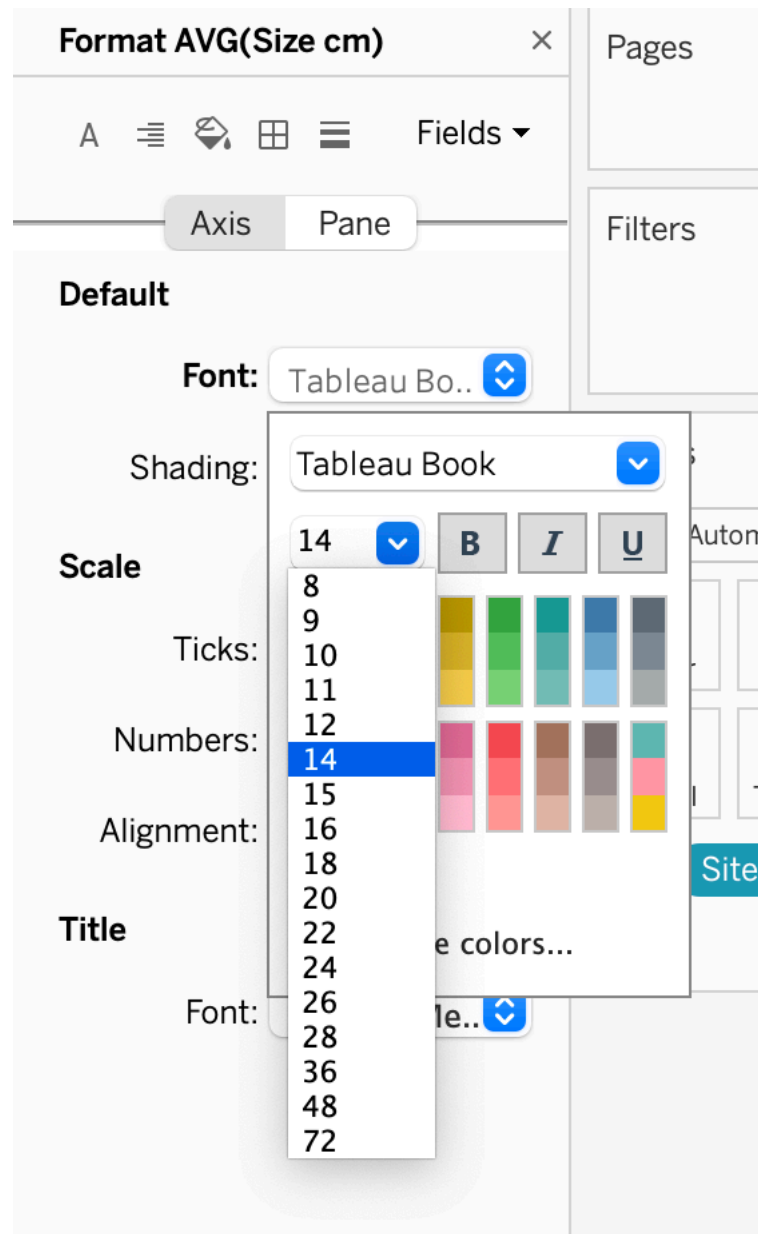 Format AVG(Size cm)
Pages
A
Fields
Axis
Pane
Filters
Default
Font:
Tableau Bo..
Shading:
Tableau Book
14
B
I
U
Autom
Scale
8
9
10
11
12
14
15
16
18
20
22
24
26
28
36
48
72
Ticks:
Numbers:
Alignment:
Site
Title
e colors...
Font:
Me..